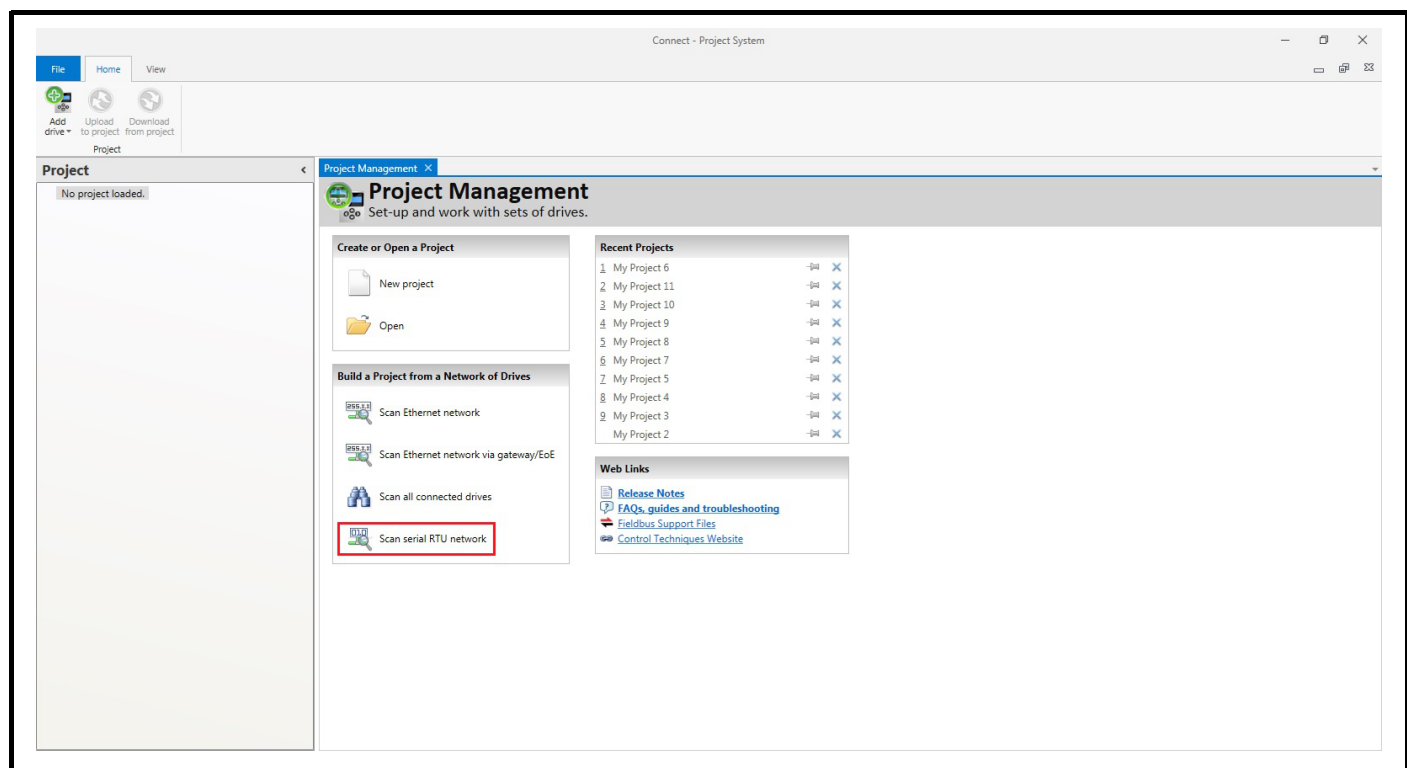 Connect - Project System
File Home View
Add drive
Upload to project
Download from project
Project
Project
No project loaded.
Project Management
Project Management
Set-up and work with sets of drives.
Create or Open a Project
New project
Open
Build a Project from a Network of Drives
Scan Ethernet network
Scan Ethernet network via gateway/EoE
Scan all connected drives
Scan serial RTU network
Recent Projects
1 My Project 6
2 My Project 11
3 My Project 10
4 My Project 9
5 My Project 8
6 My Project 7
7 My Project 5
8 My Project 4
9 My Project 3
My Project 2
Web Links
Release Notes
FAQs, guides and troubleshooting
Fieldbus Support Files
Control Techniques Website